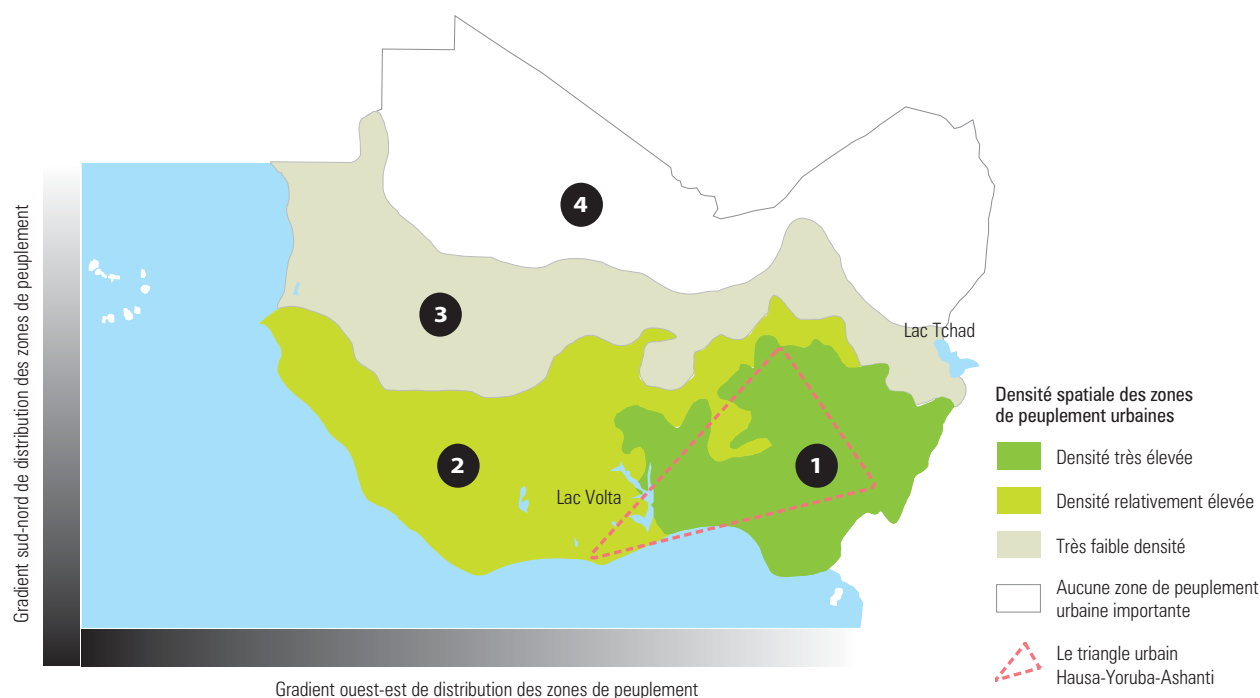 Gradient sud-nord de distribution des zones de peuplement
4
3
Lac Tchad
2
1
Lac Volta
Gradient ouest-est de distribution des zones de peuplement
Densité spatiale des zones
de peuplement urbaines
Densité très élevée
Densité relativement élevée
Très faible densité
Aucune zone de peuplement
urbaine importante
Le triangle urbain
Hausa-Yoruba-Ashanti